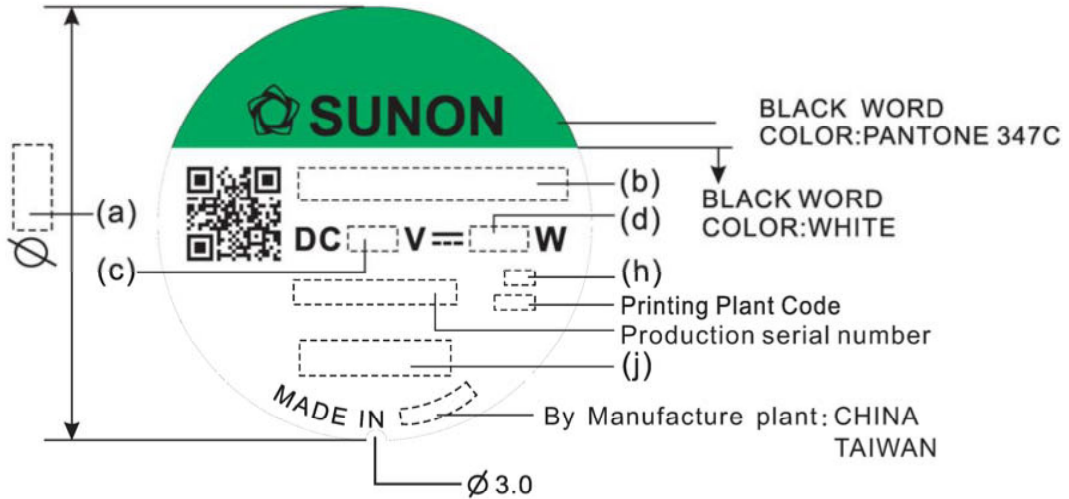 SUNON
BLACK WORD
COLOR:PANTONE 347C
(b)
BLACK WORD
COLOR:WHITE
(a)
Ø
(d)
DC V⎓ W
(c)
(h)
Printing Plant Code
Production serial number
(j)
MADE IN
By Manufacture plant: CHINA
TAIWAN
Ø 3.0